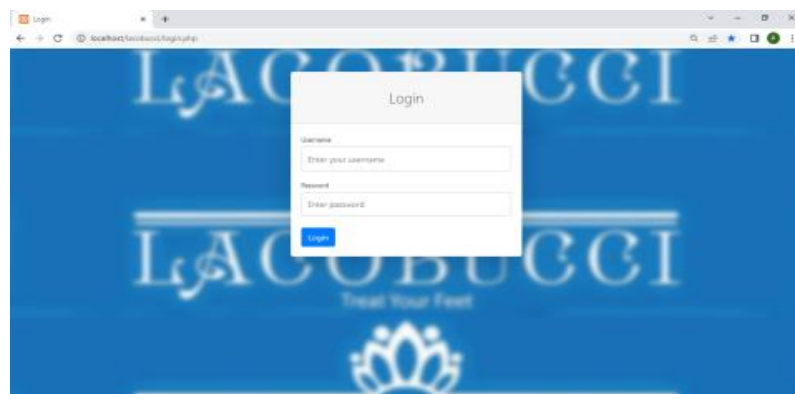 Login
localhost/lacobucci/login.php
LACOBUCCI
Login
Username
Enter your username
Password
Enter password
Login
LACOBUCCI
Treat Your Feet